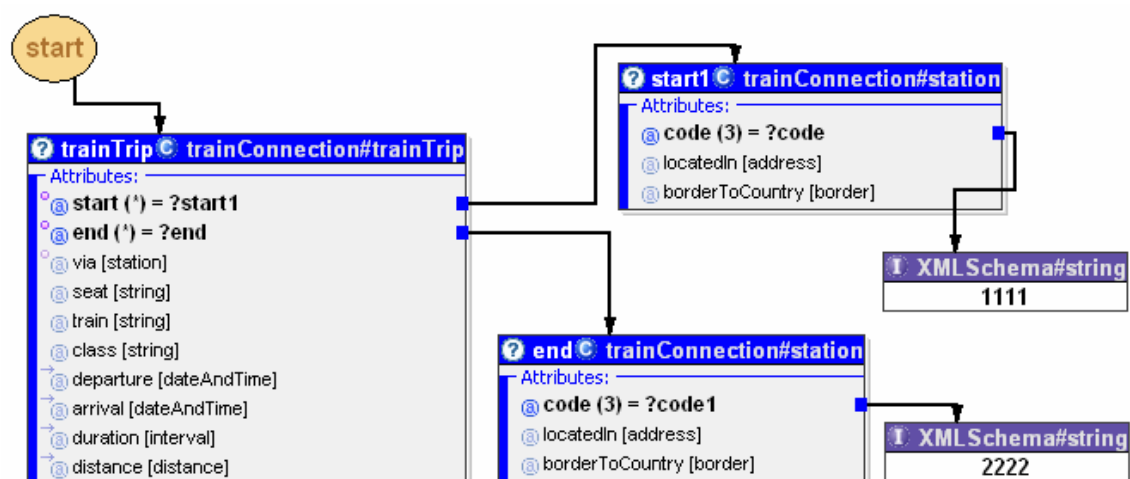 start
start1 trainConnection#station
Attributes:
code (3) = ?code
locatedIn [address]
borderToCountry [border]
trainTrip trainConnection#trainTrip
Attributes:
start (*) = ?start1
end (*) = ?end
via [station]
seat [string]
train [string]
class [string]
departure [dateAndTime]
arrival [dateAndTime]
duration [interval]
distance [distance]
XMLSchema#string
1111
end trainConnection#station
Attributes:
code (3) = ?code1
locatedIn [address]
borderToCountry [border]
XMLSchema#string
2222